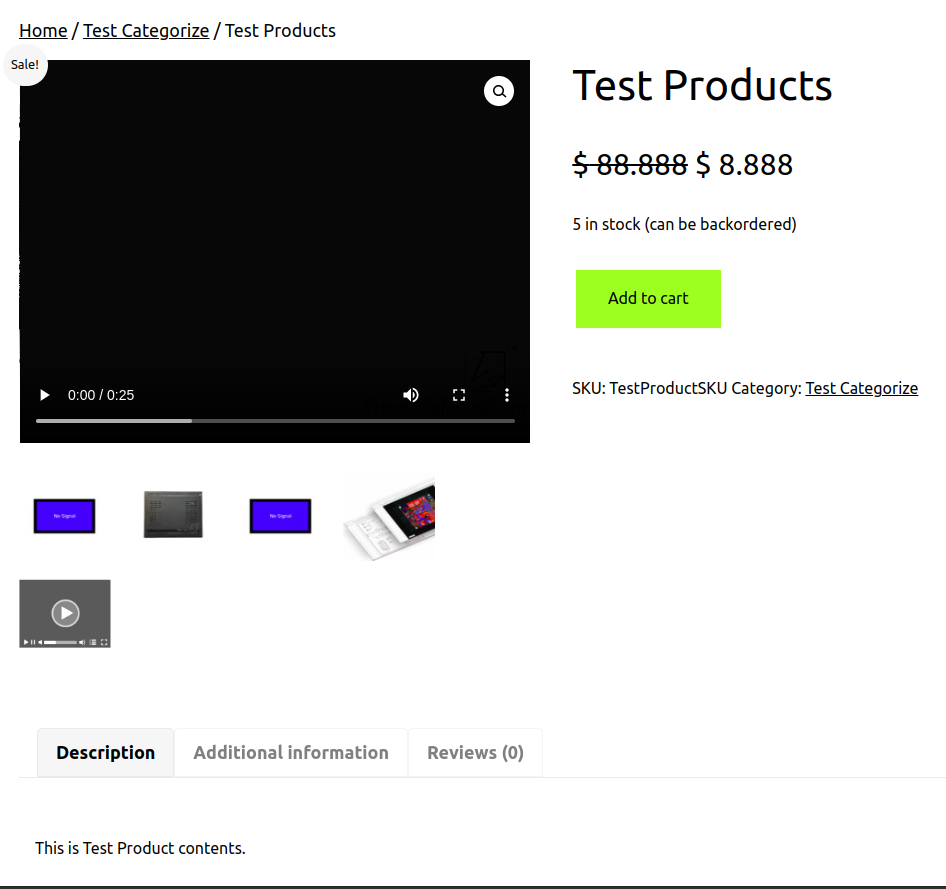 Home / Test Categorize / Test Products
Sale!
Test Products
$ 88.888 $ 8.888
5 in stock (can be backordered)
Add to cart
SKU: TestProductSKU Category: Test Categorize
0:00 / 0:25
No Signal
No Signal
Description
Additional information
Reviews (0)
This is Test Product contents.